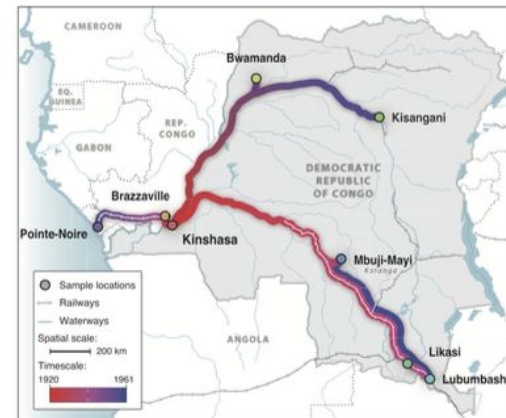 CAMEROON
Bwamanda
EQ.
GUINEA
REP.
CONGO
Kisangani
GABON
DEMOCRATIC
REPUBLIC
OF CONGO
Brazzaville
Pointe-Noire
Kinshasa
Mbuji-Mayi
Katanga
Sample locations
Railways
Waterways
Spatial scale:
200 km
Timescale:
1920 1961
ANGOLA
Likasi
Lubumbash